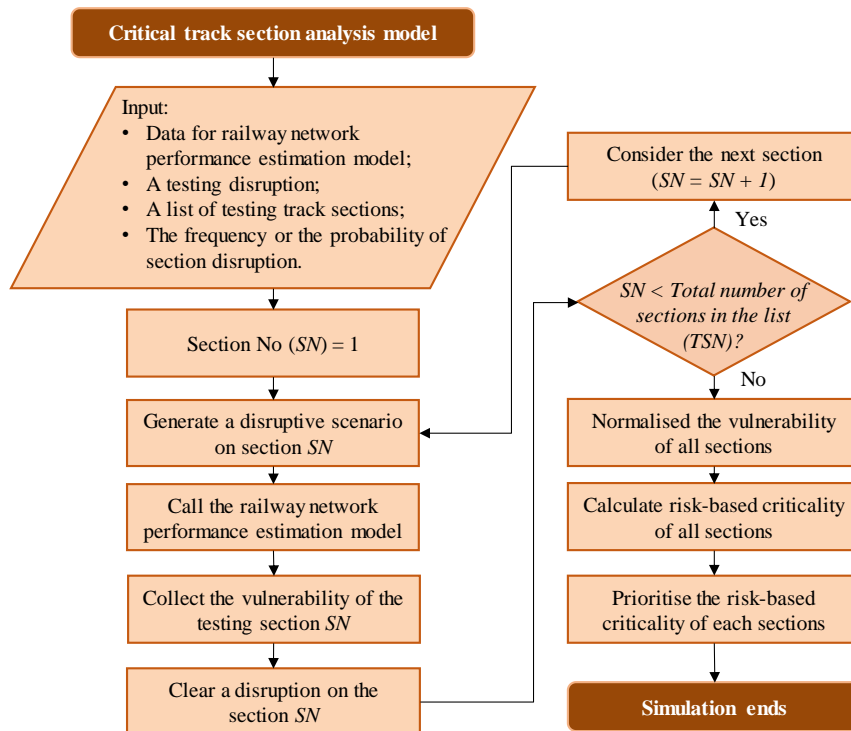 Critical track section analysis model
Input:
• Data for railway network
performance estimation model;
• A testing disruption;
• A list of testing track sections;
• The frequency or the probability of
section disruption.
Section No (SN) = 1
Generate a disruptive scenario
on section SN
Call the railway network
performance estimation model
Collect the vulnerability of the
testing section SN
Clear a disruption on the
section SN
Consider the next section
(SN = SN + 1)
Yes
SN < Total number of
sections in the list
(TSN)?
No
Normalised the vulnerability
of all sections
Calculate risk-based criticality
of all sections
Prioritise the risk-based
criticality of each sections
Simulation ends